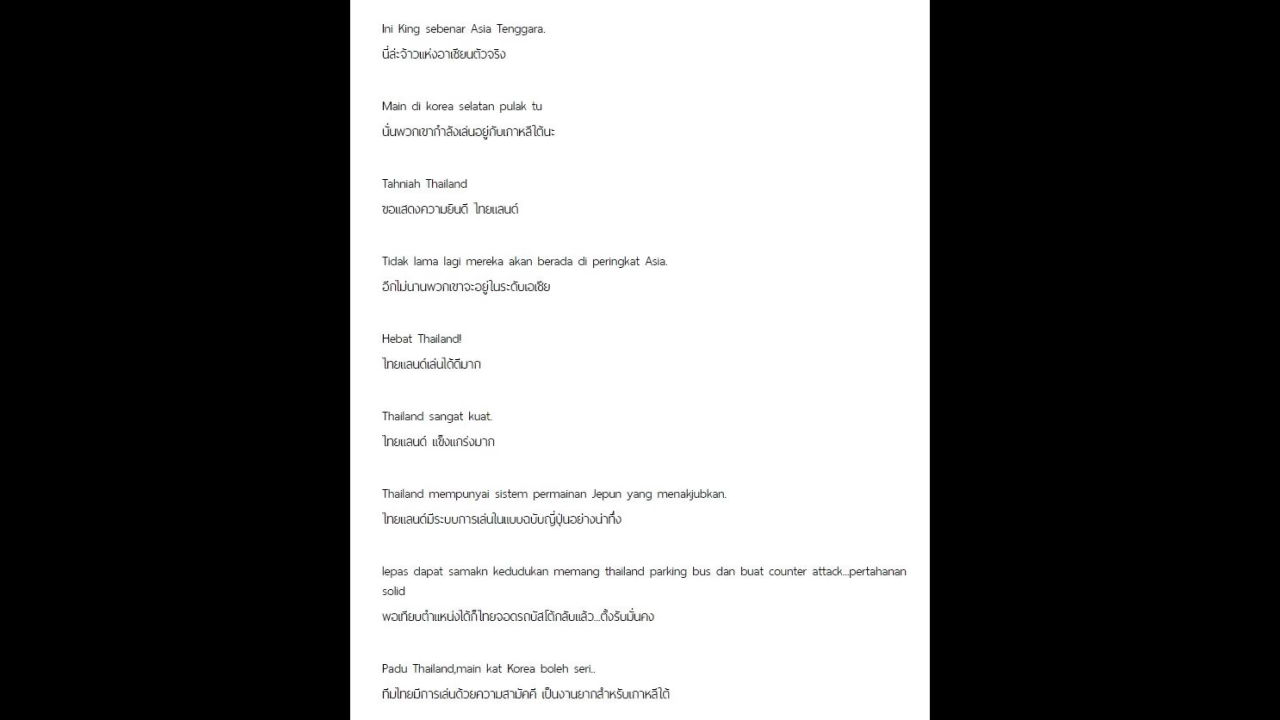 Ini King sebenar Asia Tenggara.
นี่ล่ะจ้าวแห่งอาเซียนตัวจริง
Main di korea selatan pulak tu
นั่นพวกเขากำลังเล่นอยู่กับเกาหลีใต้นะ
Tahniah Thailand
ขอแสดงความยินดี ไทยแลนด์
Tidak lama lagi mereka akan berada di peringkat Asia.
อีกไม่นานพวกเขาจะอยู่ในระดับเอเชีย
Hebat Thailand!
ไทยแลนด์เล่นได้ดีมาก
Thailand sangat kuat.
ไทยแลนด์ แข็งแกร่งมาก
Thailand mempunyai sistem permainan Jepun yang menakjubkan.
ไทยแลนด์มีระบบการเล่นในแบบฉบับญี่ปุ่นอย่างน่าทึ่ง
lepas dapat samakn kedudukan memang thailand parking bus dan buat counter attack...pertahanan
solid
พอเทียบตำแหน่งได้ก็ไทยจอดรถบัสโต้กลับแล้ว...ตั้งรับมั่นคง
Padu Thailand,main kat Korea boleh seri..
ทีมไทยมีการเล่นด้วยความสามัคคี เป็นงานยากสำหรับเกาหลีใต้